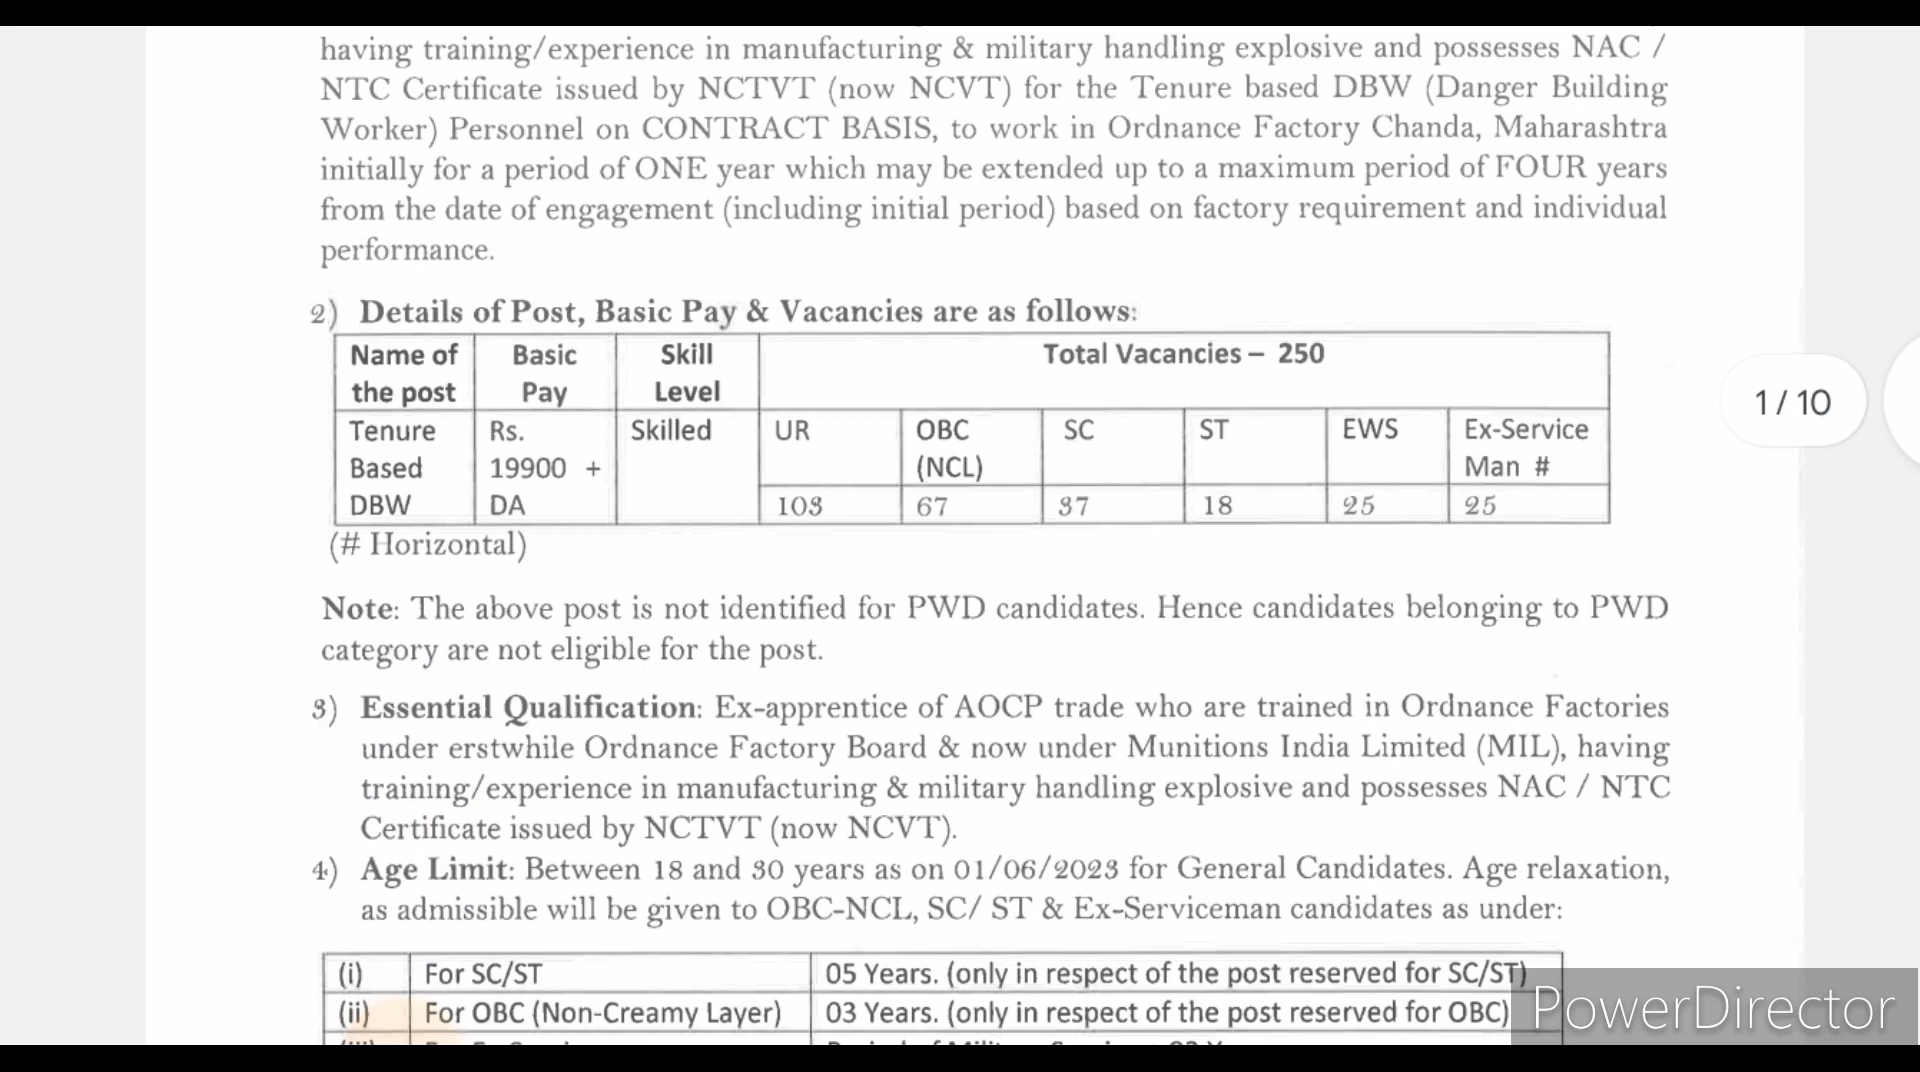 having training/experience in manufacturing & military handling explosive and possesses NAC /
NTC Certificate issued by NCTVT (now NCVT) for the Tenure based DBW (Danger Building
Worker) Personnel on CONTRACT BASIS, to work in Ordnance Factory Chanda, Maharashtra
initially for a period of ONE year which may be extended up to a maximum period of FOUR years
from the date of engagement (including initial period) based on factory requirement and individual
performance.
2) Details of Post, Basic Pay & Vacancies are as follows:
Name of the post Basic Pay Skill Level Total Vacancies – 250
Tenure Based DBW Rs. 19900 + DA Skilled UR OBC (NCL) SC ST EWS Ex-Service Man #
103 67 37 18 25 25
(# Horizontal)
1 / 10
Note: The above post is not identified for PWD candidates. Hence candidates belonging to PWD
category are not eligible for the post.
3) Essential Qualification: Ex-apprentice of AOCP trade who are trained in Ordnance Factories
under erstwhile Ordnance Factory Board & now under Munitions India Limited (MIL), having
training/experience in manufacturing & military handling explosive and possesses NAC / NTC
Certificate issued by NCTVT (now NCVT).
4) Age Limit: Between 18 and 30 years as on 01/06/2023 for General Candidates. Age relaxation,
as admissible will be given to OBC-NCL, SC/ ST & Ex-Serviceman candidates as under:
(i) For SC/ST 05 Years. (only in respect of the post reserved for SC/ST)
(ii) For OBC (Non-Creamy Layer) 03 Years. (only in respect of the post reserved for OBC)
PowerDirector